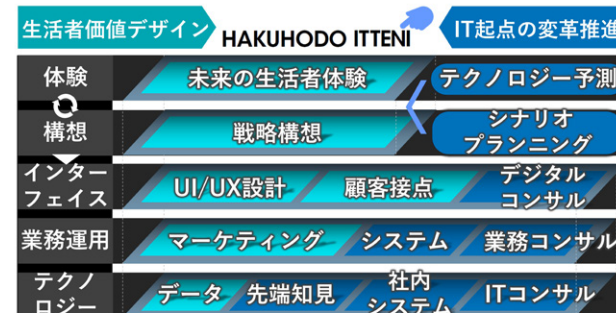 生活者価値デザイン
HAKUHODO ITTENI
IT起点の変革推進
体験
未来の生活者体験
テクノロジー予測
構想
戦略構想
シナリオ
プランニング
インター
フェイス
UI/UX設計
顧客接点
デジタル
コンサル
業務運用
マーケティング
システム
業務コンサル
テクノ
ロジー
データ
先端知見
社内
システム
ITコンサル